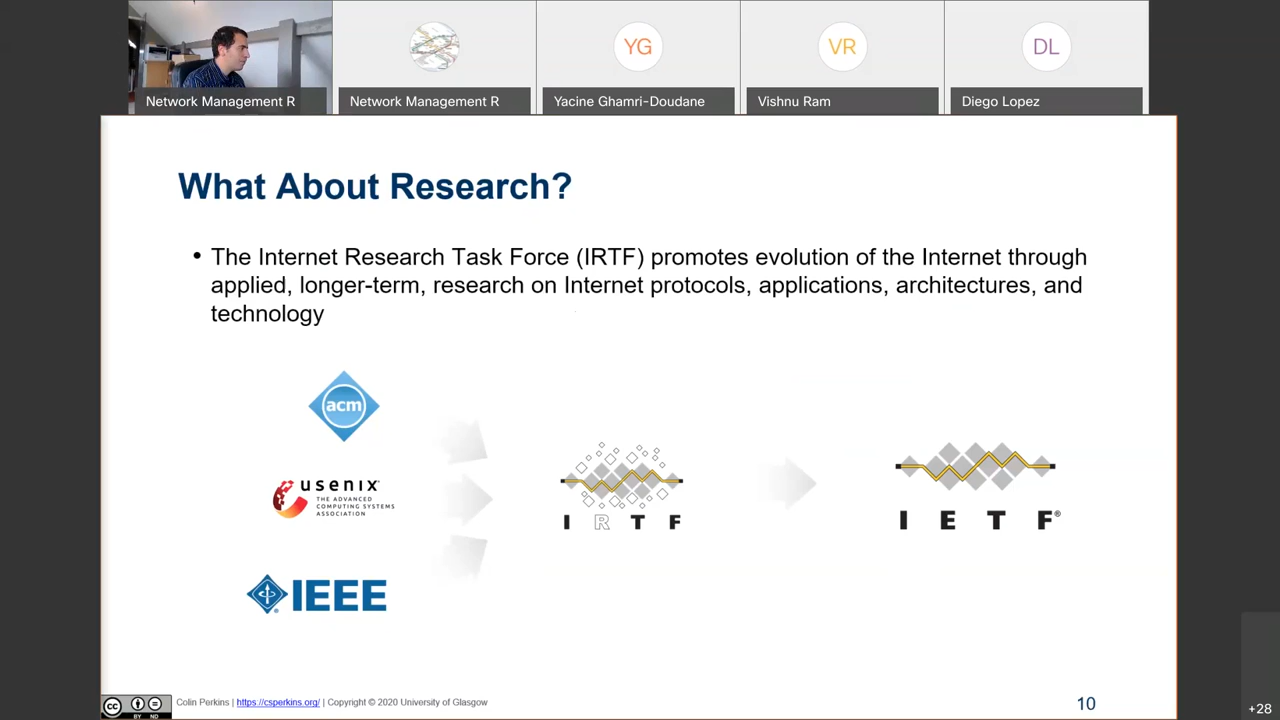 YG
VR
DL
Network Management R
Network Management R
Yacine Ghamri-Doudane
Vishnu Ram
Diego Lopez
What About Research?
• The Internet Research Task Force (IRTF) promotes evolution of the Internet through
applied, longer-term, research on Internet protocols, applications, architectures, and
technology
acm
usenix
THE ADVANCED
COMPUTING SYSTEMS
ASSOCIATION
IEEE
I R T F
I E T F®
cc BY ND
Colin Perkins | https://csperkins.org/ | Copyright © 2020 University of Glasgow
10
+28